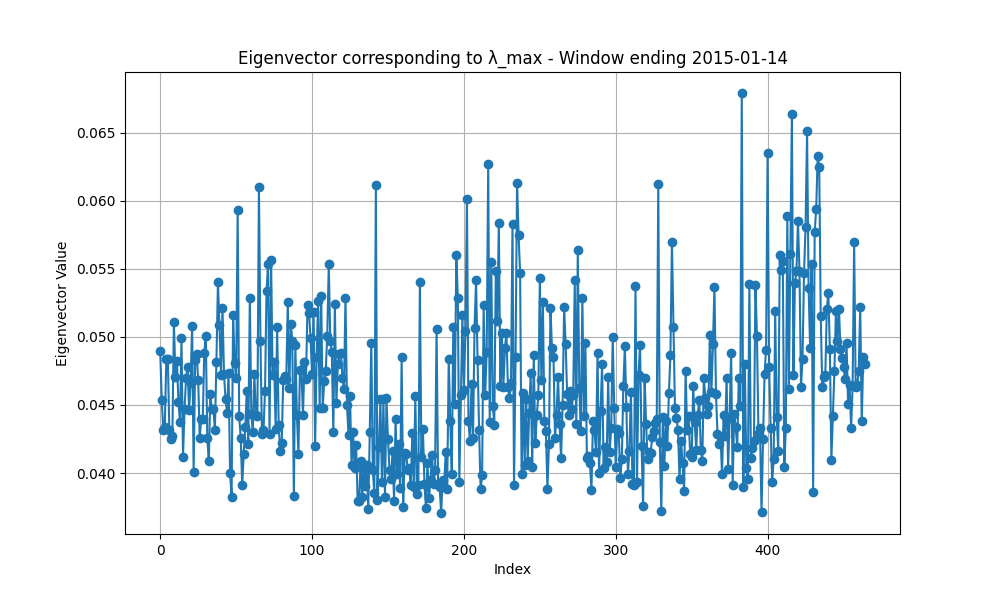 Eigenvector corresponding to λ_max - Window ending 2015-01-14
0.065
0.060
0.055
0.050
0.045
0.040
Eigenvector Value
0 100 200 300 400
Index